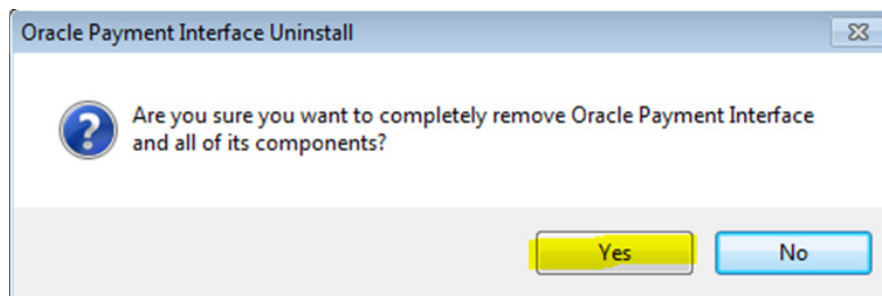 Oracle Payment Interface Uninstall
Are you sure you want to completely remove Oracle Payment Interface
and all of its components?
Yes
No